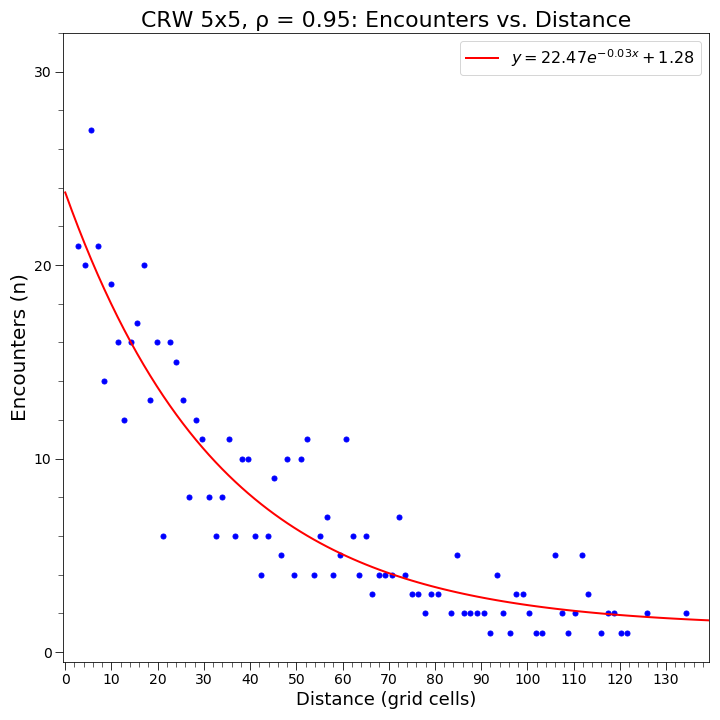 CRW 5x5, ρ = 0.95: Encounters vs. Distance
y = 22.47e^{-0.03x} + 1.28
30
20
10
0
Encounters (n)
0 10 20 30 40 50 60 70 80 90 100 110 120 130
Distance (grid cells)